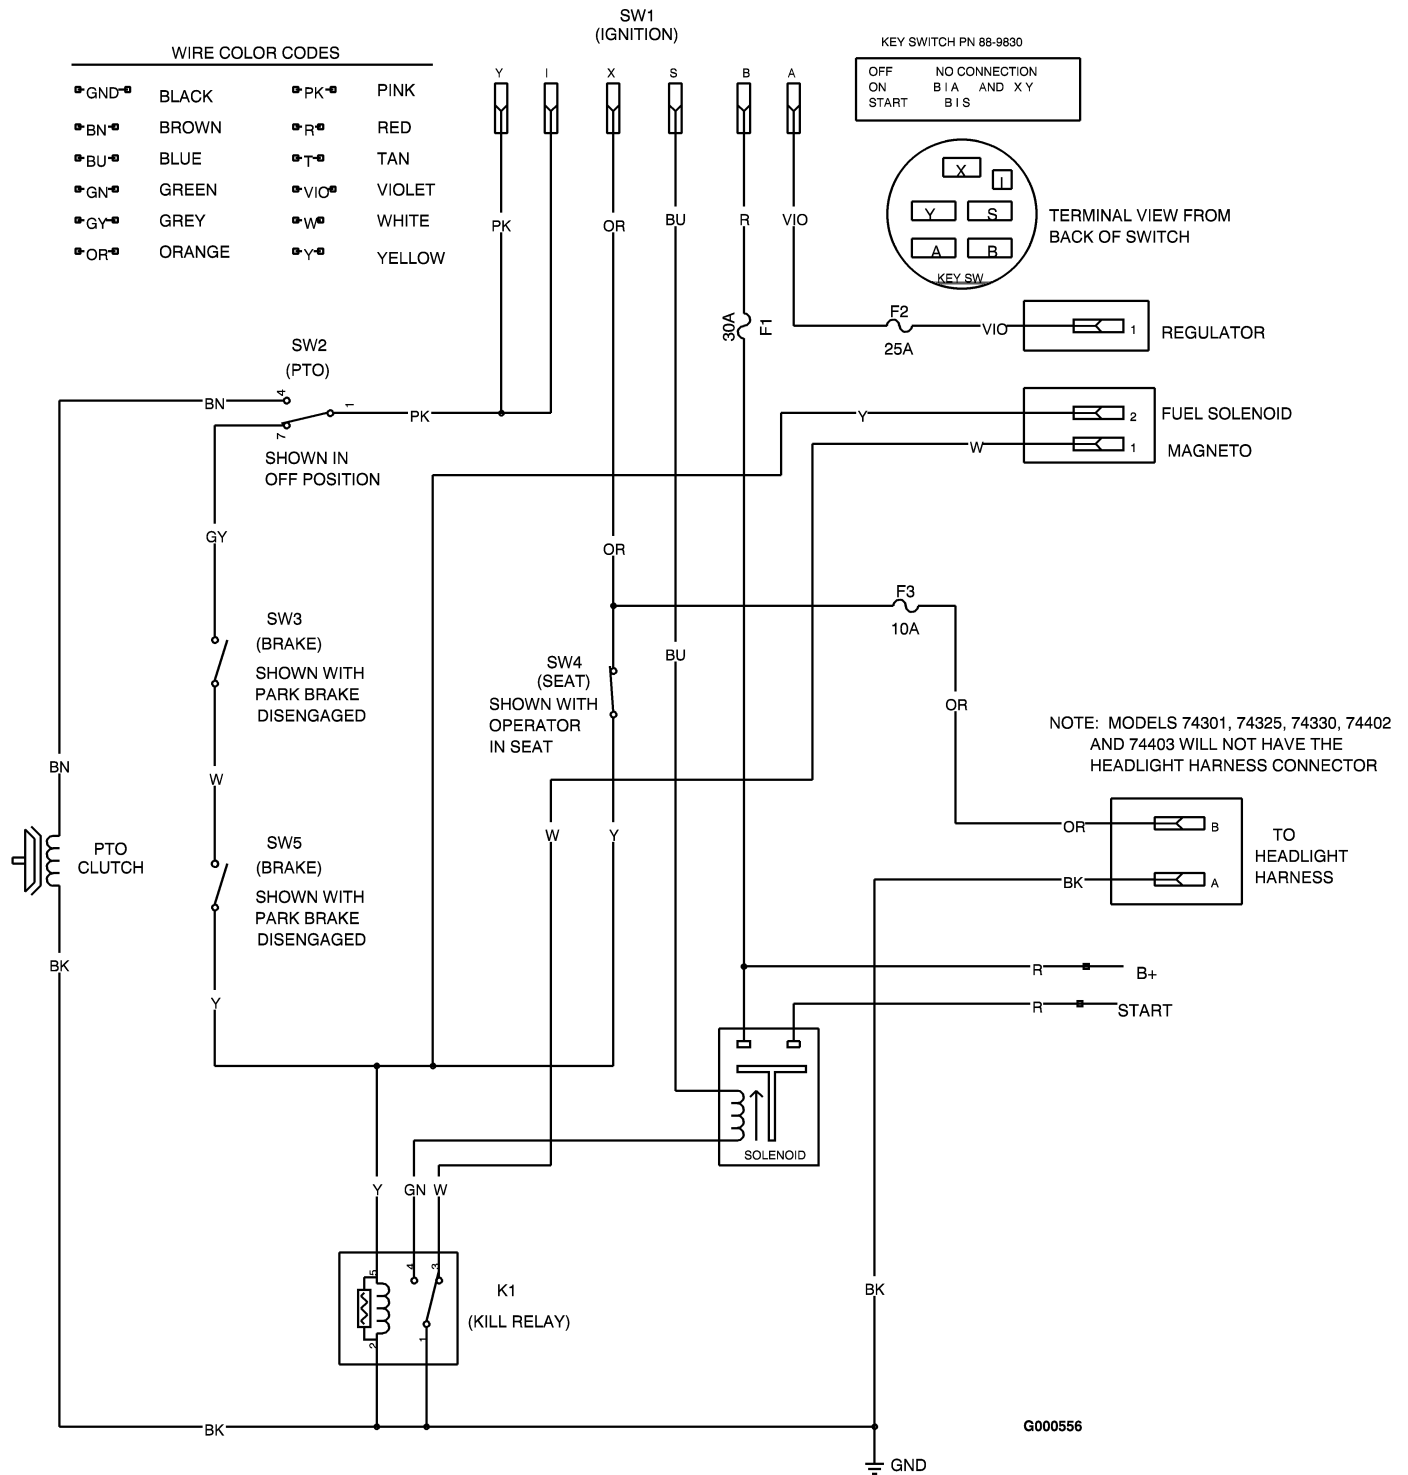 SW1
(IGNITION)
WIRE COLOR CODES
GND BLACK
BN BROWN
BU BLUE
GN GREEN
GY GREY
OR ORANGE
PK PINK
R RED
T TAN
VIO VIOLET
W WHITE
Y YELLOW
Y I X S B A
KEY SWITCH PN 88-9830
OFF NO CONNECTION
ON B I A AND X Y
START B I S
X
I
Y S
A B
KEY SW
TERMINAL VIEW FROM
BACK OF SWITCH
PK
OR
BU
R
VIO
30A
F1
F2
25A
VIO
1
REGULATOR
SW2
(PTO)
4
1
7
BN
PK
SHOWN IN
OFF POSITION
Y
2
FUEL SOLENOID
W
1
MAGNETO
GY
OR
F3
10A
SW3
(BRAKE)
SHOWN WITH
PARK BRAKE
DISENGAGED
SW4
(SEAT)
SHOWN WITH
OPERATOR
IN SEAT
BU
OR
NOTE: MODELS 74301, 74325, 74330, 74402
AND 74403 WILL NOT HAVE THE
HEADLIGHT HARNESS CONNECTOR
BN
W
W
Y
OR
B
BK
A
TO
HEADLIGHT
HARNESS
PTO
CLUTCH
SW5
(BRAKE)
SHOWN WITH
PARK BRAKE
DISENGAGED
BK
Y
R
B+
R
START
SOLENOID
Y
GN
W
5
4
3
2
1
K1
(KILL RELAY)
BK
BK
G000556
GND